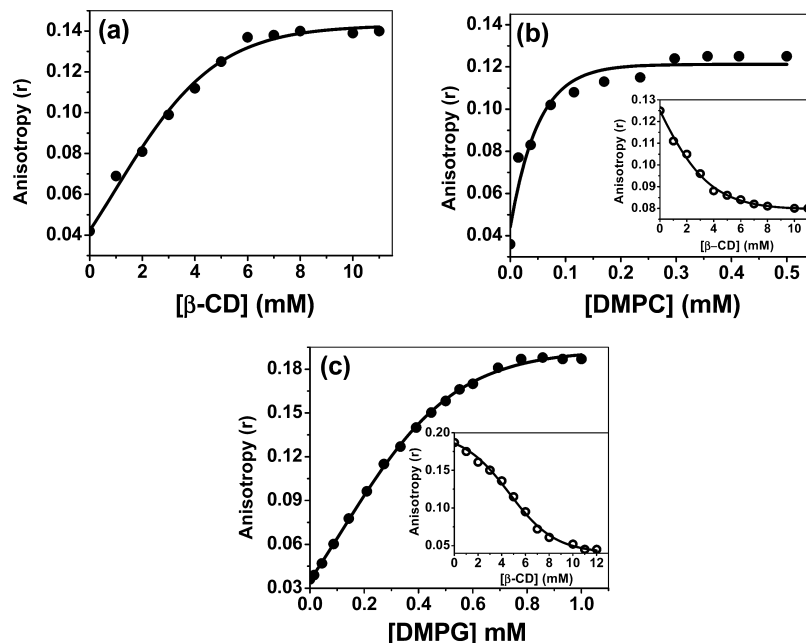 (a)
Anisotropy (r)
0.14
0.12
0.10
0.08
0.06
0.04
0 2 4 6 8 10
[β-CD] (mM)
(b)
Anisotropy (r)
0.14
0.12
0.10
0.08
0.06
0.04
0.0 0.1 0.2 0.3 0.4 0.5
[DMPC] (mM)
Anisotropy (r)
0.13
0.12
0.11
0.10
0.09
0.08
0 2 4 6 8 10
[β-CD] (mM)
(c)
Anisotropy (r)
0.18
0.15
0.12
0.09
0.06
0.03
0.0 0.2 0.4 0.6 0.8 1.0
[DMPG] mM
Anisotropy (r)
0.20
0.15
0.10
0.05
0 2 4 6 8 10 12
[β-CD] (mM)